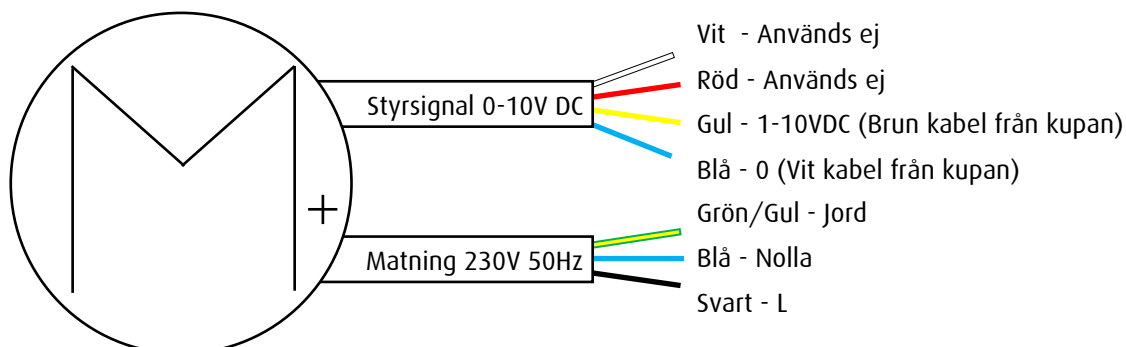 Vit - Används ej
Röd - Används ej
Styrsignal 0-10V DC
Gul - 1-10VDC (Brun kabel från kupan)
Blå - 0 (Vit kabel från kupan)
Grön/Gul - Jord
Matning 230V 50Hz
Blå - Nolla
Svart - L